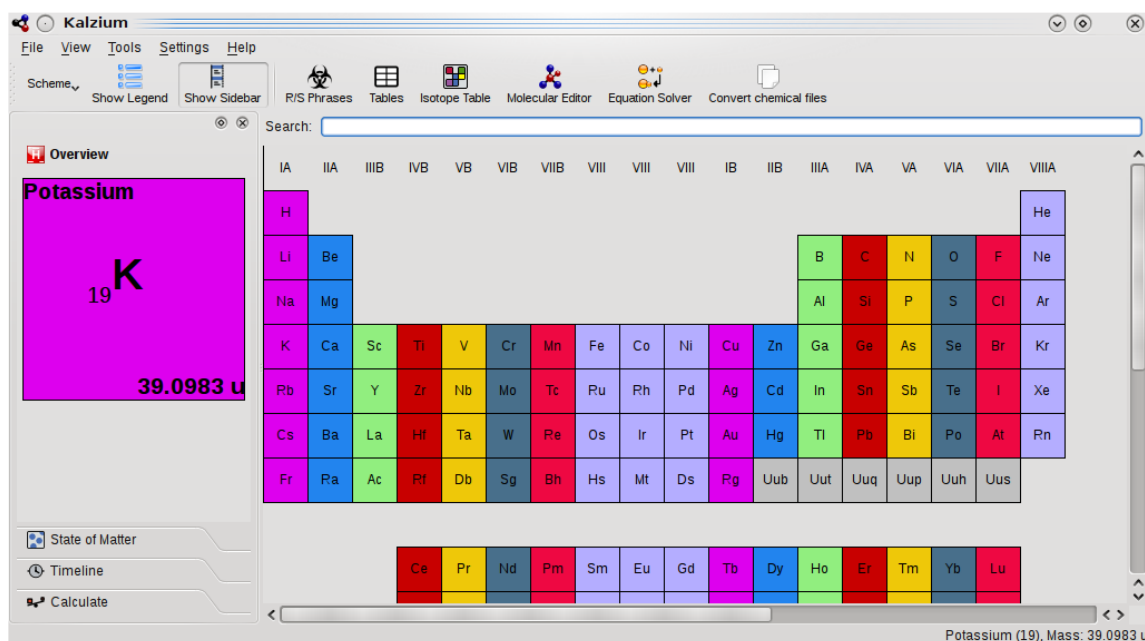 Kalzium
File View Tools Settings Help
Scheme Show Legend Show Sidebar R/S Phrases Tables Isotope Table Molecular Editor Equation Solver Convert chemical files
Search:
Overview
Potassium
19 K
39.0983 u
State of Matter
Timeline
Calculate
IA IIA IIIB IVB VB VIB VIIB VIII VIII VIII IB IIB IIIA IVA VA VIA VIIA VIIIA
H He
Li Be B C N O F Ne
Na Mg Al Si P S Cl Ar
K Ca Sc Ti V Cr Mn Fe Co Ni Cu Zn Ga Ge As Se Br Kr
Rb Sr Y Zr Nb Mo Tc Ru Rh Pd Ag Cd In Sn Sb Te I Xe
Cs Ba La Hf Ta W Re Os Ir Pt Au Hg Tl Pb Bi Po At Rn
Fr Ra Ac Rf Db Sg Bh Hs Mt Ds Rg Uub Uut Uuq Uup Uuh Uus
Ce Pr Nd Pm Sm Eu Gd Tb Dy Ho Er Tm Yb Lu
Potassium (19), Mass: 39.0983 u